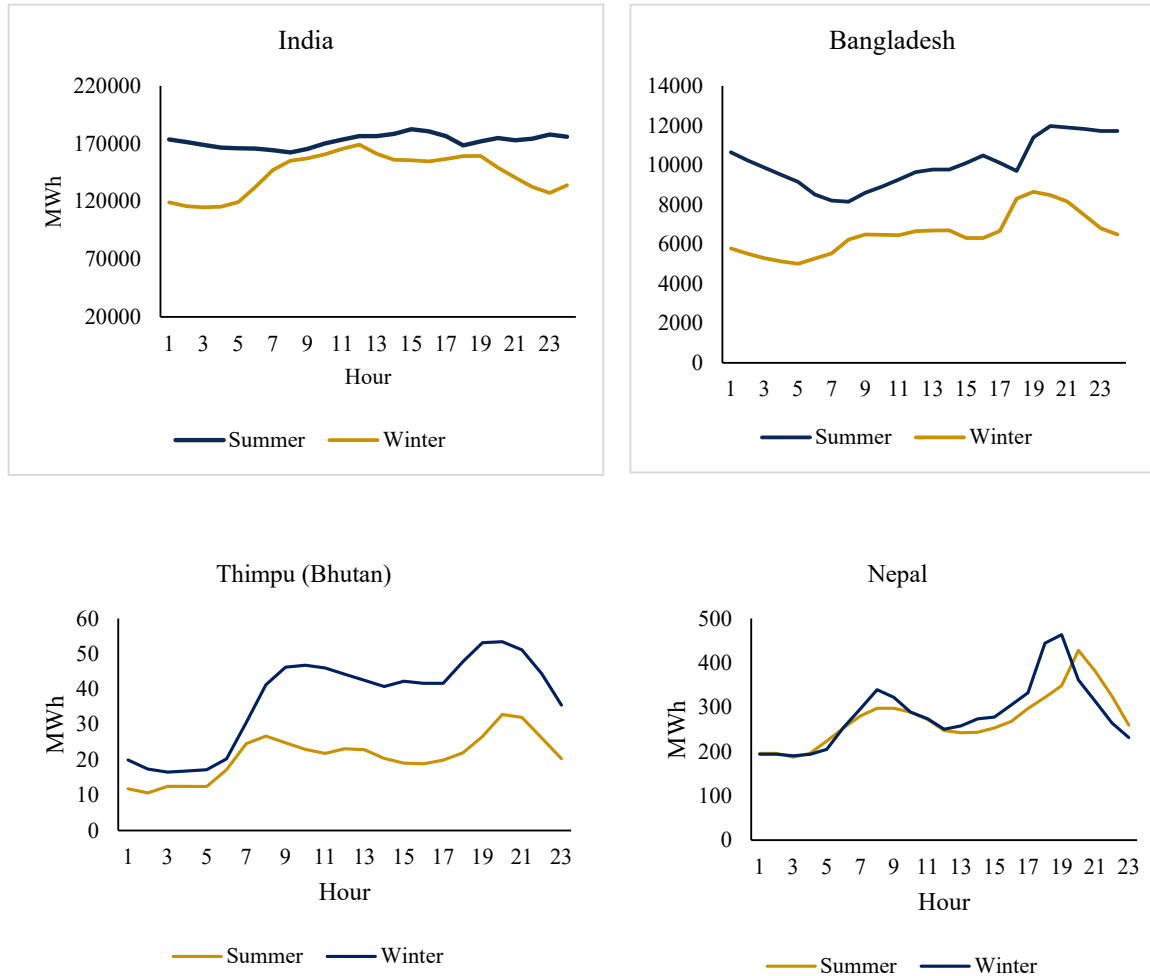 India
220000
170000
120000
70000
20000
MWh
1 3 5 7 9 11 13 15 17 19 21 23
Hour
Summer Winter
Bangladesh
14000
12000
10000
8000
6000
4000
2000
0
1 3 5 7 9 11 13 15 17 19 21 23
Summer Winter
Thimpu (Bhutan)
60
50
40
30
20
10
0
MWh
1 3 5 7 9 11 13 15 17 19 21 23
Hour
Summer Winter
Nepal
500
400
300
200
100
0
MWh
1 3 5 7 9 11 13 15 17 19 21 23
Hour
Summer Winter